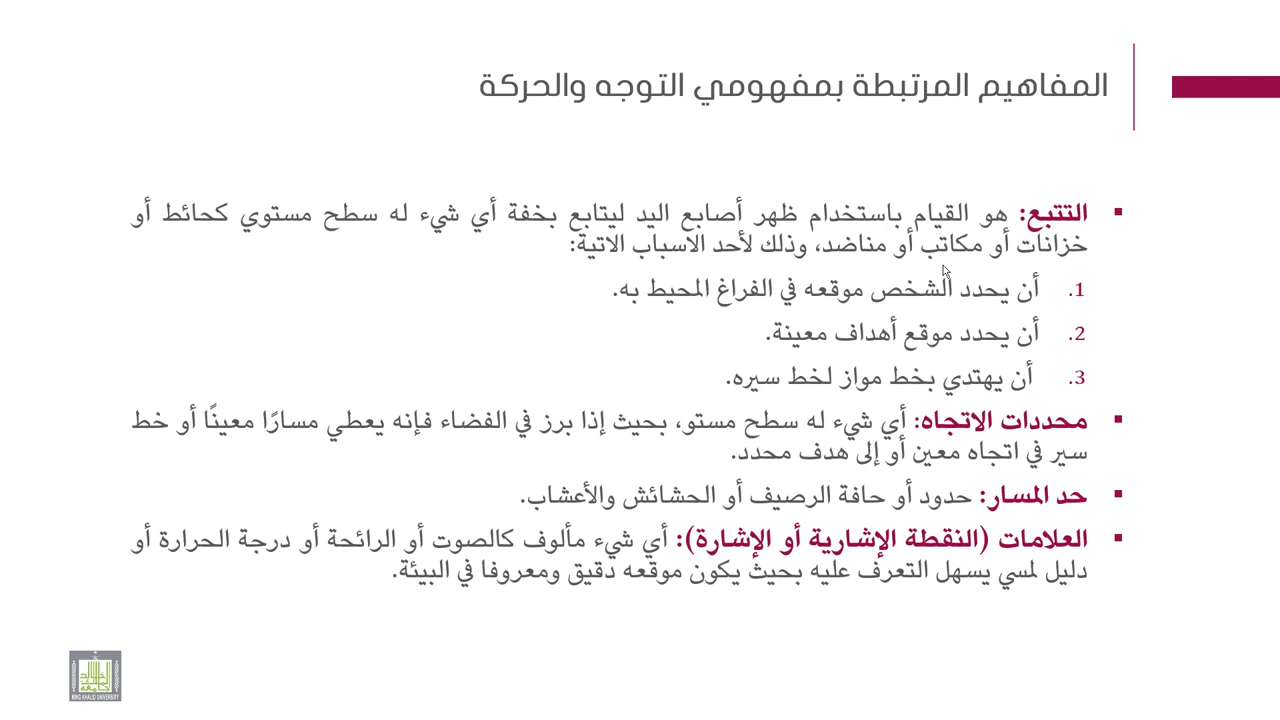 المفاهيم المرتبطة بمفهومي التوجه والحركة
التتبع: هو القيام باستخدام ظهر أصابع اليد ليتابع بخفة أي شيء له سطح مستوي كحائط أو
خزانات أو مكاتب أو مناضد، وذلك لأحد الاسباب الاتية:
1. أن يحدد الشخص موقعه في الفراغ المحيط به.
2. أن يحدد موقع أهداف معينة.
3. أن يهتدي بخط مواز لخط سيره.
محددات الاتجاه: أي شيء له سطح مستو، بحيث إذا برز في الفضاء فإنه يعطي مسارًا معينًا أو خط
سير في اتجاه معين أو إلى هدف محدد.
حد المسار: حدود أو حافة الرصيف أو الحشائش والأعشاب.
العلامات (النقطة الإشارية أو الإشارة): أي شيء مألوف كالصوت أو الرائحة أو درجة الحرارة أو
دليل لمسي يسهل التعرف عليه بحيث يكون موقعه دقيق ومعروفا في البيئة.
KING KHALID UNIVERSITY